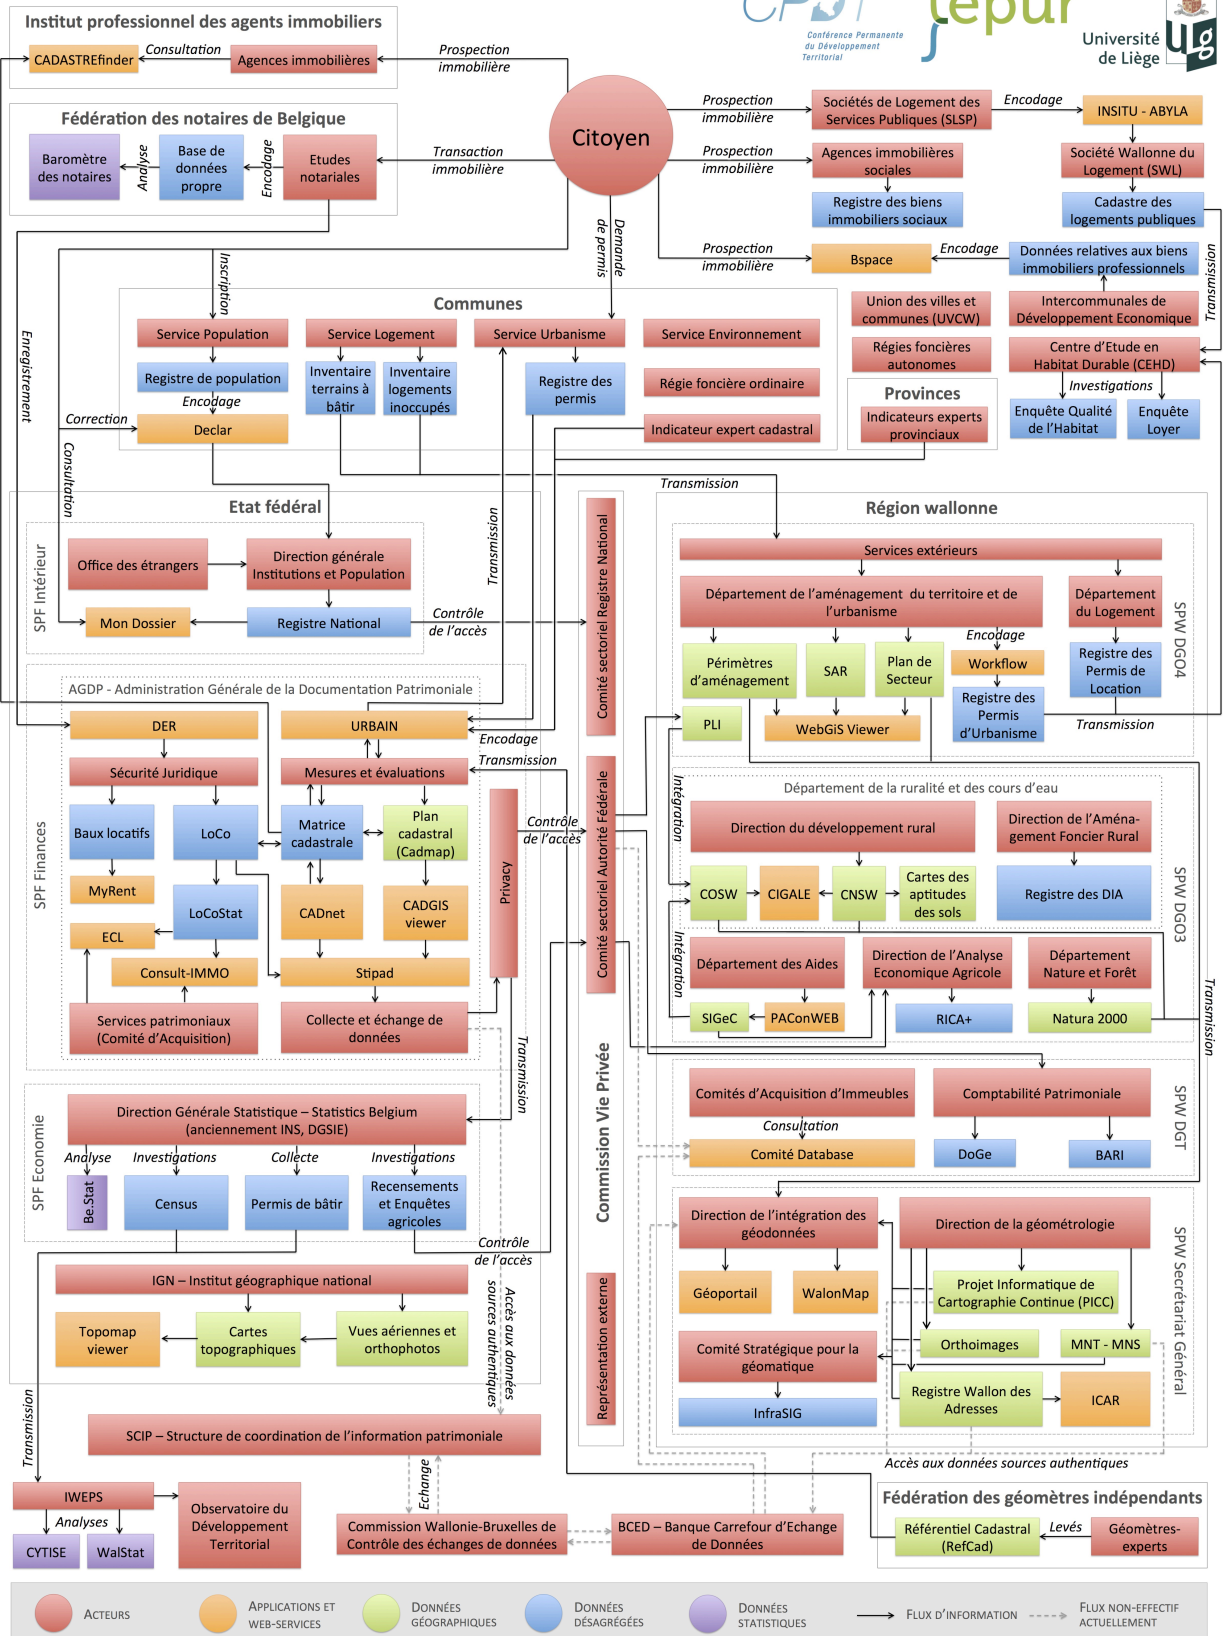 Institut professionnel des agents immobiliers
CADASTREfinder
Consultation
Agences immobilières
Prospection
immobilière
CPDT
Conférence Permanente
du Développement
Territorial
lepur
Université
de Liège
ULg
Fédération des notaires de Belgique
Baromètre
des notaires
Analyse
Base de
données
propre
Encodage
Etudes
notariales
Transaction
immobilière
Citoyen
Prospection
immobilière
Sociétés de Logement des
Services Publiques (SLSP)
Encodage
INSITU - ABYLA
Prospection
immobilière
Agences immobilières
sociales
Société Wallonne du
Logement (SWL)
Registre des biens
immobiliers sociaux
Cadastre des
logements publiques
Demande
de permis
Prospection
immobilière
Bspace
Encodage
Données relatives aux biens
immobiliers professionnels
Transmission
Inscription
Enregistrement
Communes
Service Population
Service Logement
Service Urbanisme
Service Environnement
Registre de population
Inventaire
terrains à
bâtir
Inventaire
logements
inoccupés
Registre des
permis
Régie foncière ordinaire
Encodage
Correction
Declar
Indicateur expert cadastral
Consultation
Union des villes et
communes (UVCW)
Intercommunales de
Développement Economique
Régies foncières
autonomes
Centre d'Etude en
Habitat Durable (CEHD)
Investigations
Provinces
Indicateurs experts
provinciaux
Enquête Qualité
de l'Habitat
Enquête
Loyer
Transmission
Etat fédéral
SPF Intérieur
Office des étrangers
Direction générale
Institutions et Population
Mon Dossier
Registre National
Contrôle
de l'accès
Transmission
Comité sectoriel Registre National
Région wallonne
Services extérieurs
Département de l'aménagement du territoire et de
l'urbanisme
Département
du Logement
SPW DGO4
Encodage
Périmètres
d'aménagement
SAR
Plan de
Secteur
Workflow
Registre des
Permis de
Location
PLI
WebGiS Viewer
Registre des
Permis
d'Urbanisme
Transmission
SPF Finances
AGDP - Administration Générale de la Documentation Patrimoniale
DER
URBAIN
Encodage
Transmission
Sécurité Juridique
Mesures et évaluations
Baux locatifs
LoCo
Matrice
cadastrale
Plan
cadastral
(Cadmap)
Contrôle
de l'accès
Privacy
MyRent
LoCoStat
CADnet
CADGIS
viewer
ECL
Consult-IMMO
Stipad
Services patrimoniaux
(Comité d'Acquisition)
Collecte et échange de
données
Transmission
Comité sectoriel Autorité Fédérale
Commission Vie Privée
Représentation externe
Intégration
Département de la ruralité et des cours d'eau
Direction du développement rural
Direction de l'Aména-
gement Foncier Rural
COSW
CIGALE
CNSW
Cartes des
aptitudes
des sols
Registre des DIA
SPW DGO3
Intégration
Département des Aides
Direction de l'Analyse
Economique Agricole
Département
Nature et Forêt
SIGeC
PAConWEB
RICA+
Natura 2000
Transmission
Comités d'Acquisition d'Immeubles
Comptabilité Patrimoniale
SPW DGT
Consultation
Comité Database
DoGe
BARI
SPF Economie
Direction Générale Statistique – Statistics Belgium
(anciennement INS, DGSIE)
Analyse
Investigations
Collecte
Investigations
Be.Stat
Census
Permis de bâtir
Recensements
et Enquêtes
agricoles
Contrôle
de l'accès
IGN – Institut géographique national
Topomap
viewer
Cartes
topographiques
Vues aériennes et
orthophotos
Accès aux données
sources authentiques
Direction de l'intégration des
géodonnées
Direction de la géométrologie
SPW Secrétariat Général
Géoportail
WalonMap
Projet Informatique de
Cartographie Continue (PICC)
Comité Stratégique pour la
géomatique
Orthoimages
MNT - MNS
InfraSIG
Registre Wallon des
Adresses
ICAR
Accès aux données sources authentiques
Transmission
SCIP – Structure de coordination de l'information patrimoniale
Echange
IWEPS
Analyses
CYTISE
WalStat
Observatoire du
Développement
Territorial
Commission Wallonie-Bruxelles de
Contrôle des échanges de données
BCED – Banque Carrefour d'Echange
de Données
Fédération des géomètres indépendants
Référentiel Cadastral
(RefCad)
Levés
Géomètres-
experts
ACTEURS
APPLICATIONS ET
WEB-SERVICES
DONNÉES
GÉOGRAPHIQUES
DONNÉES
DÉSAGRÉGÉES
DONNÉES
STATISTIQUES
FLUX D'INFORMATION
FLUX NON-EFFECTIF
ACTUELLEMENT